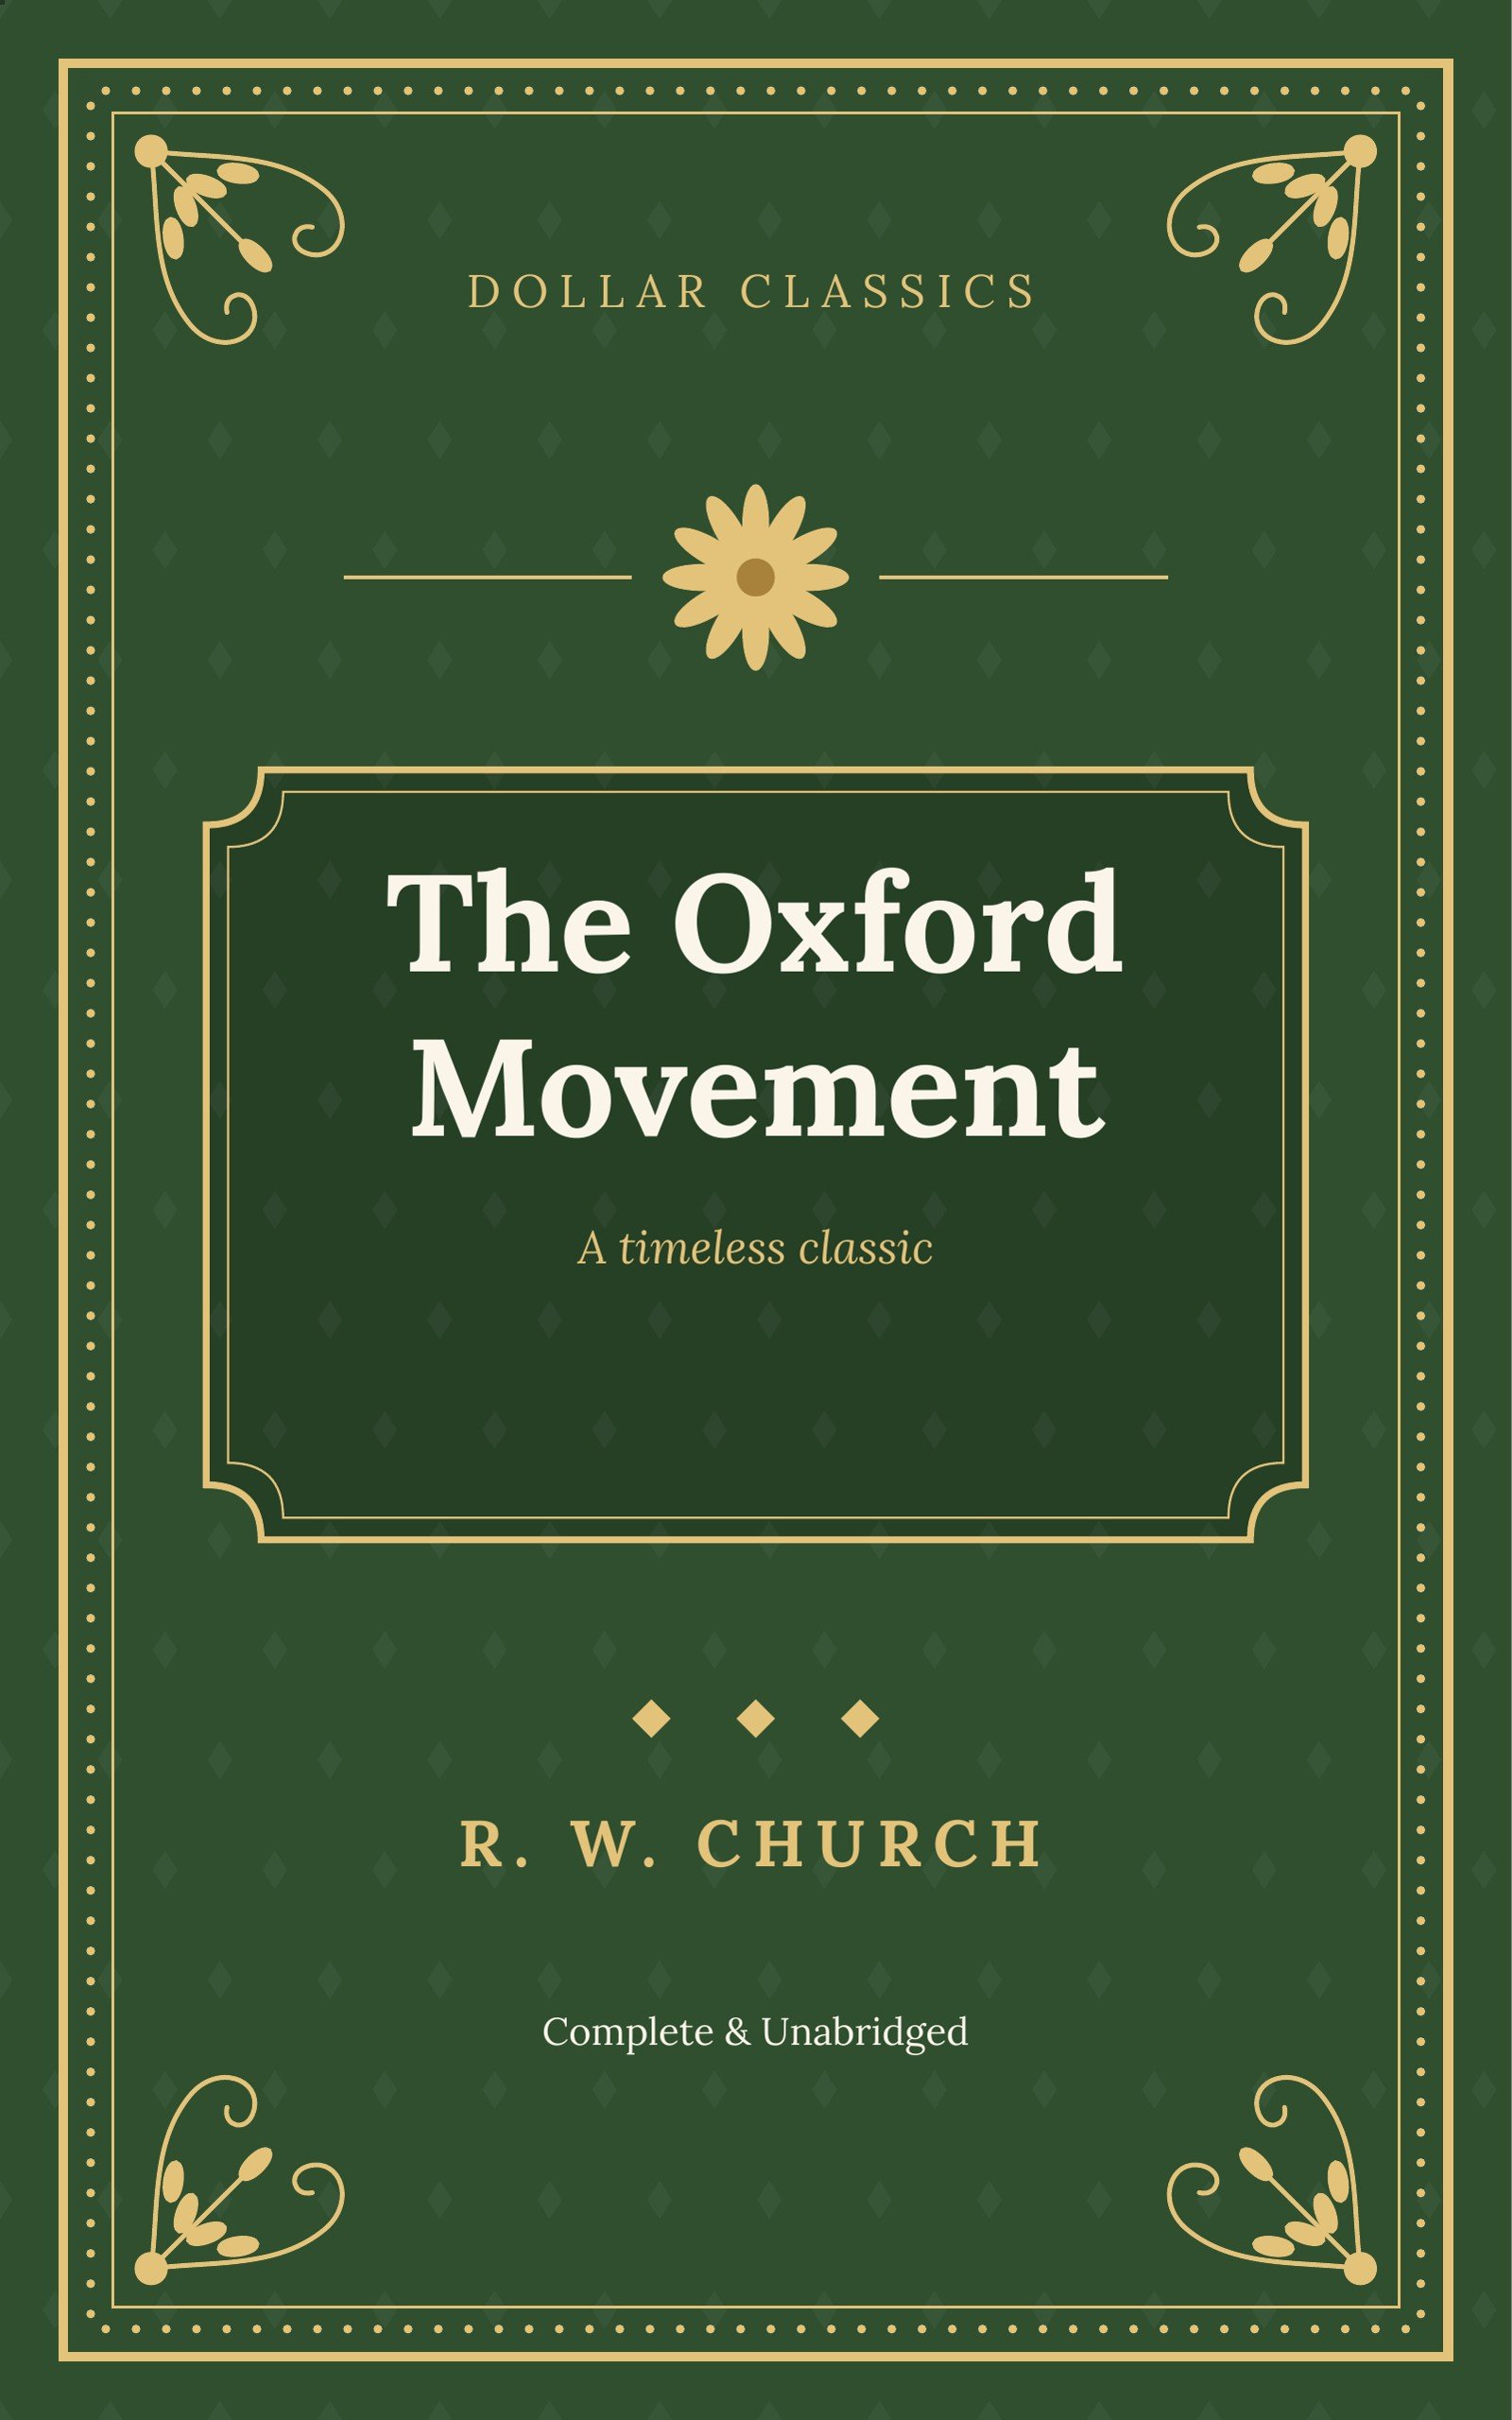 DOLLAR CLASSICS
The Oxford
Movement
A timeless classic
R. W. CHURCH
Complete & Unabridged